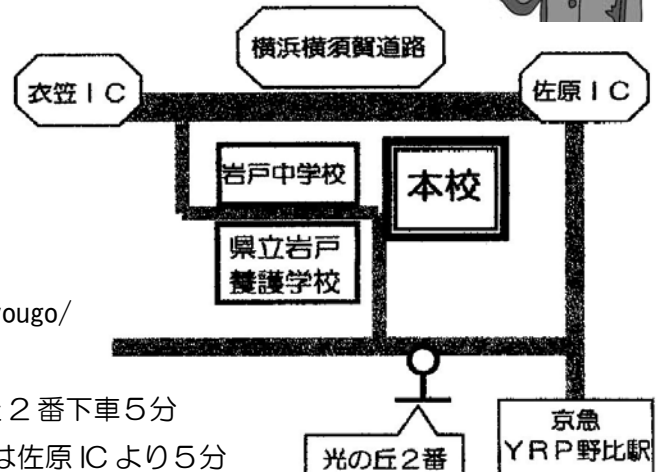 横浜横須賀道路
衣笠IC
佐原IC
岩戸中学校
本校
県立岩戸
養護学校
ougo/
２番下車５分
は佐原ICより５分
光の丘２番
京急
YRP野比駅